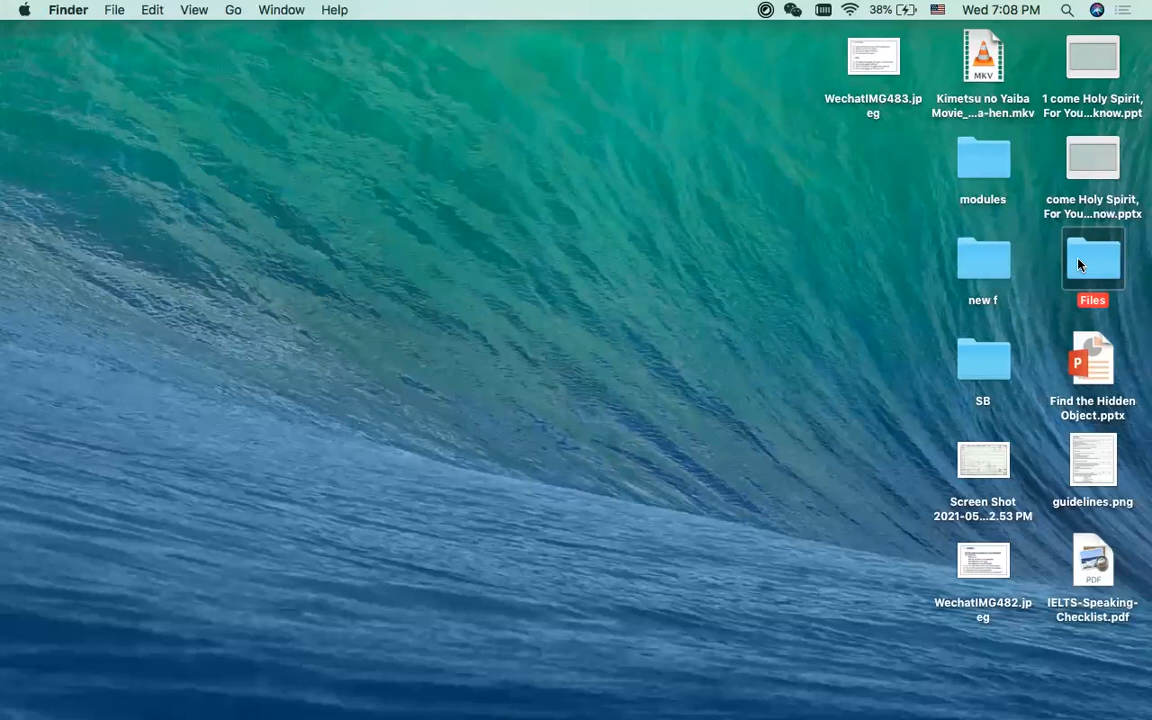 Finder File Edit View Go Window Help 38% Wed 7:08 PM
WechatIMG483.jp
eg
MKV
Kimetsu no Yaiba
Movie_...a-hen.mkv
1 come Holy Spirit,
For You...know.ppt
modules
come Holy Spirit,
For You...now.pptx
new f
Files
SB
P
Find the Hidden
Object.pptx
Screen Shot
2021-05...2.53 PM
guidelines.png
WechatIMG482.jp
eg
PDF
IELTS-Speaking-
Checklist.pdf